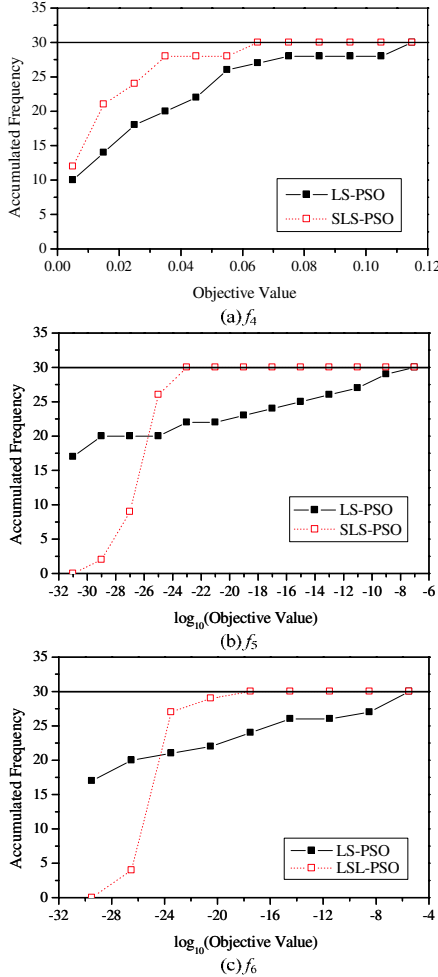 35
30
25
20
15
10
5
0
Accumulated Frequency
LS-PSO
SLS-PSO
0.00 0.02 0.04 0.06 0.08 0.10 0.12
Objective Value
(a) f4
35
30
25
20
15
10
5
0
Accumulated Frequency
LS-PSO
SLS-PSO
-32 -30 -28 -26 -24 -22 -20 -18 -16 -14 -12 -10 -8 -6
log10(Objective Value)
(b) f5
35
30
25
20
15
10
5
0
Accumulated Frequency
LS-PSO
LSL-PSO
-32 -28 -24 -20 -16 -12 -8 -4
log10(Objective Value)
(c) f6